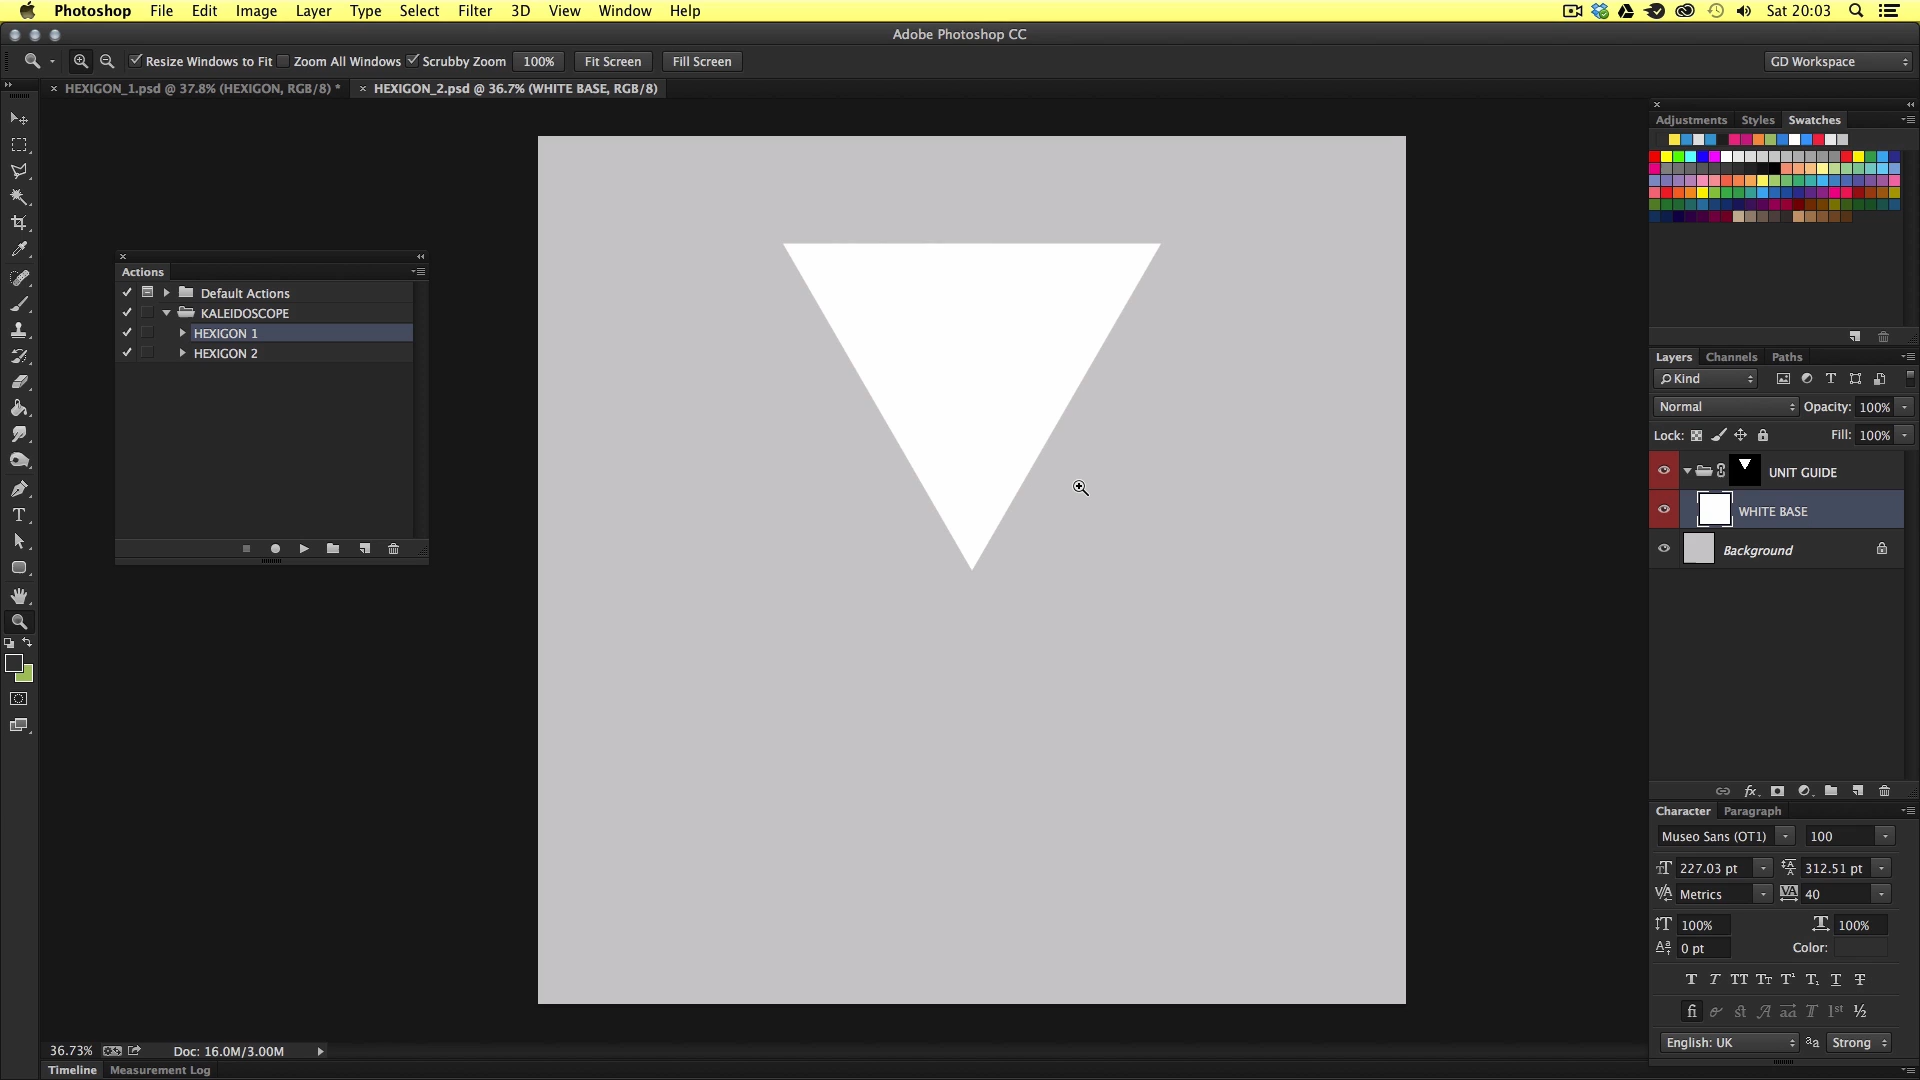 Photoshop File Edit Image Layer Type Select Filter 3D View Window Help Sat 20:03
Adobe Photoshop CC
Resize Windows to Fit Zoom All Windows Scrubby Zoom 100% Fit Screen Fill Screen GD Workspace
HEXIGON_1.psd @ 37.8% (HEXIGON, RGB/8) * HEXIGON_2.psd @ 36.7% (WHITE BASE, RGB/8)
Adjustments Styles Swatches
Actions
Default Actions
KALEIDOSCOPE
HEXIGON 1
HEXIGON 2
Layers Channels Paths
Kind
Normal Opacity: 100%
Lock: Fill: 100%
UNIT GUIDE
WHITE BASE
Background
Character Paragraph
Museo Sans (OT1) 100
227.03 pt 312.51 pt
Metrics 40
100% 100%
0 pt Color:
English: UK Strong
36.73% Doc: 16.0M/3.00M
Timeline Measurement Log